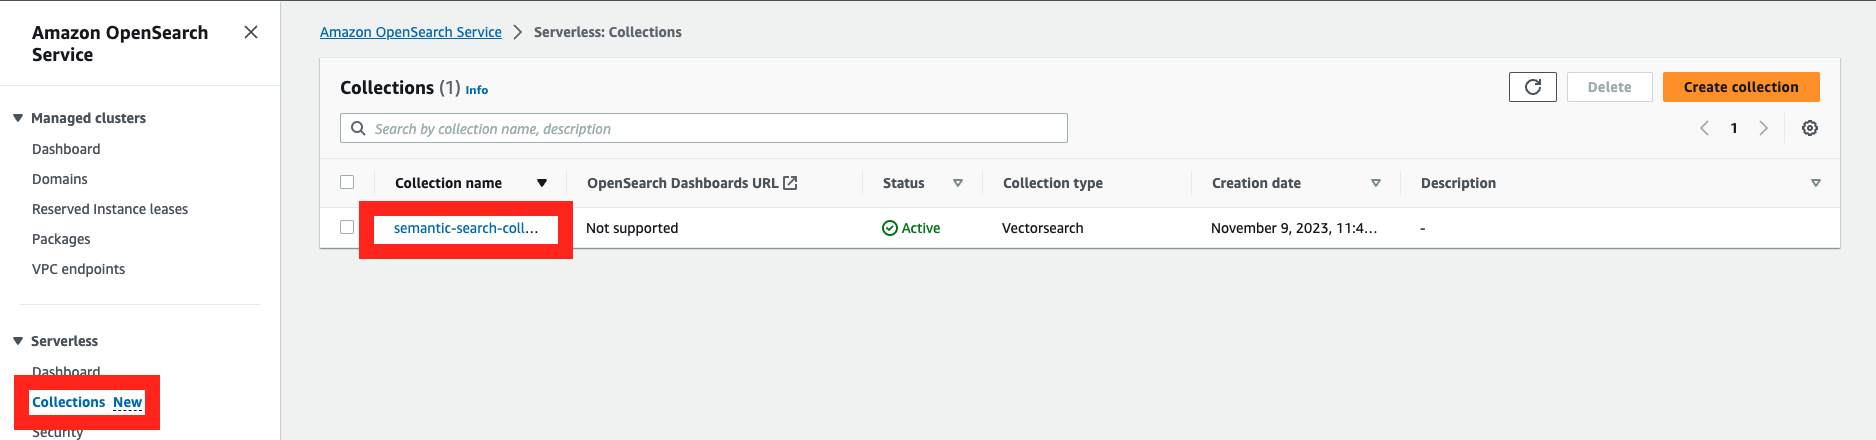 Amazon OpenSearch
Service
Managed clusters
Dashboard
Domains
Reserved Instance leases
Packages
VPC endpoints
Serverless
Dashboard
Collections New
Security
Amazon OpenSearch Service > Serverless: Collections
Collections (1) Info
Delete
Create collection
Search by collection name, description
1
Collection name OpenSearch Dashboards URL Status Collection type Creation date Description
semantic-search-coll... Not supported Active Vectorsearch November 9, 2023, 11:4... -